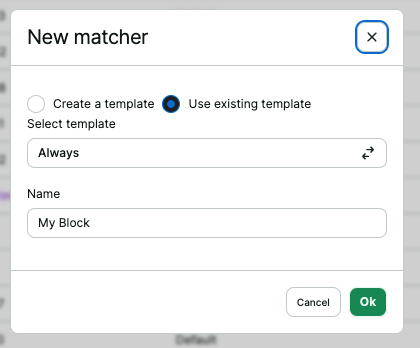 New matcher
Create a template Use existing template
Select template
Always
Name
My Block
Cancel Ok
Default